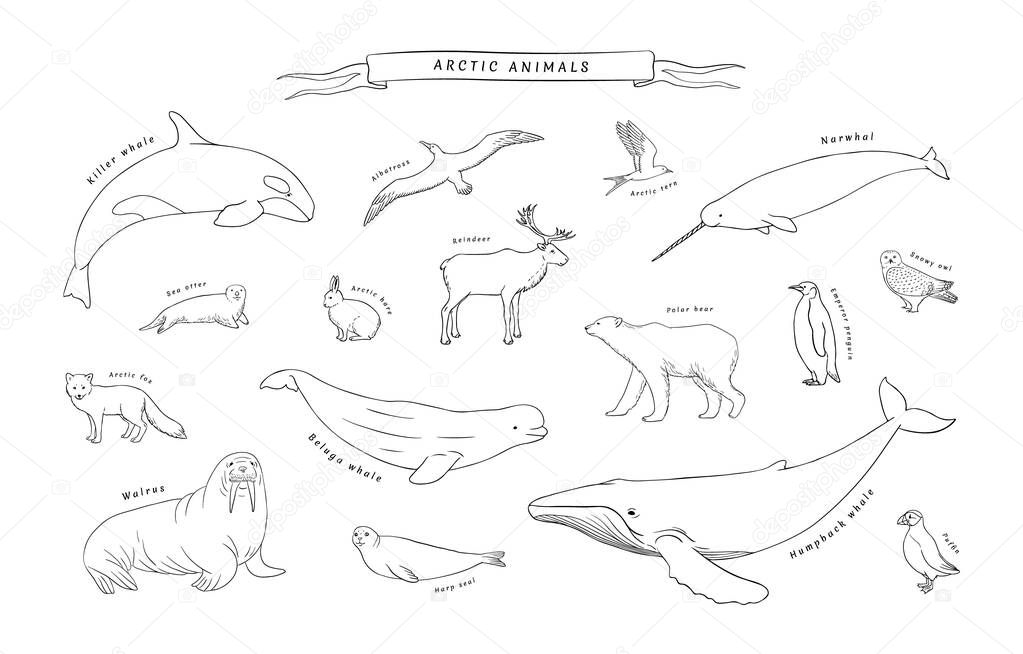 ARCTIC ANIMALS
Killer whale
Albatross
Arctic tern
Narwhal
Reindeer
Snowy owl
Sea otter
Arctic hare
Polar bear
Emperor penguin
Arctic fox
Beluga whale
Walrus
Harp seal
Humpback whale
Puffin
depositphotos